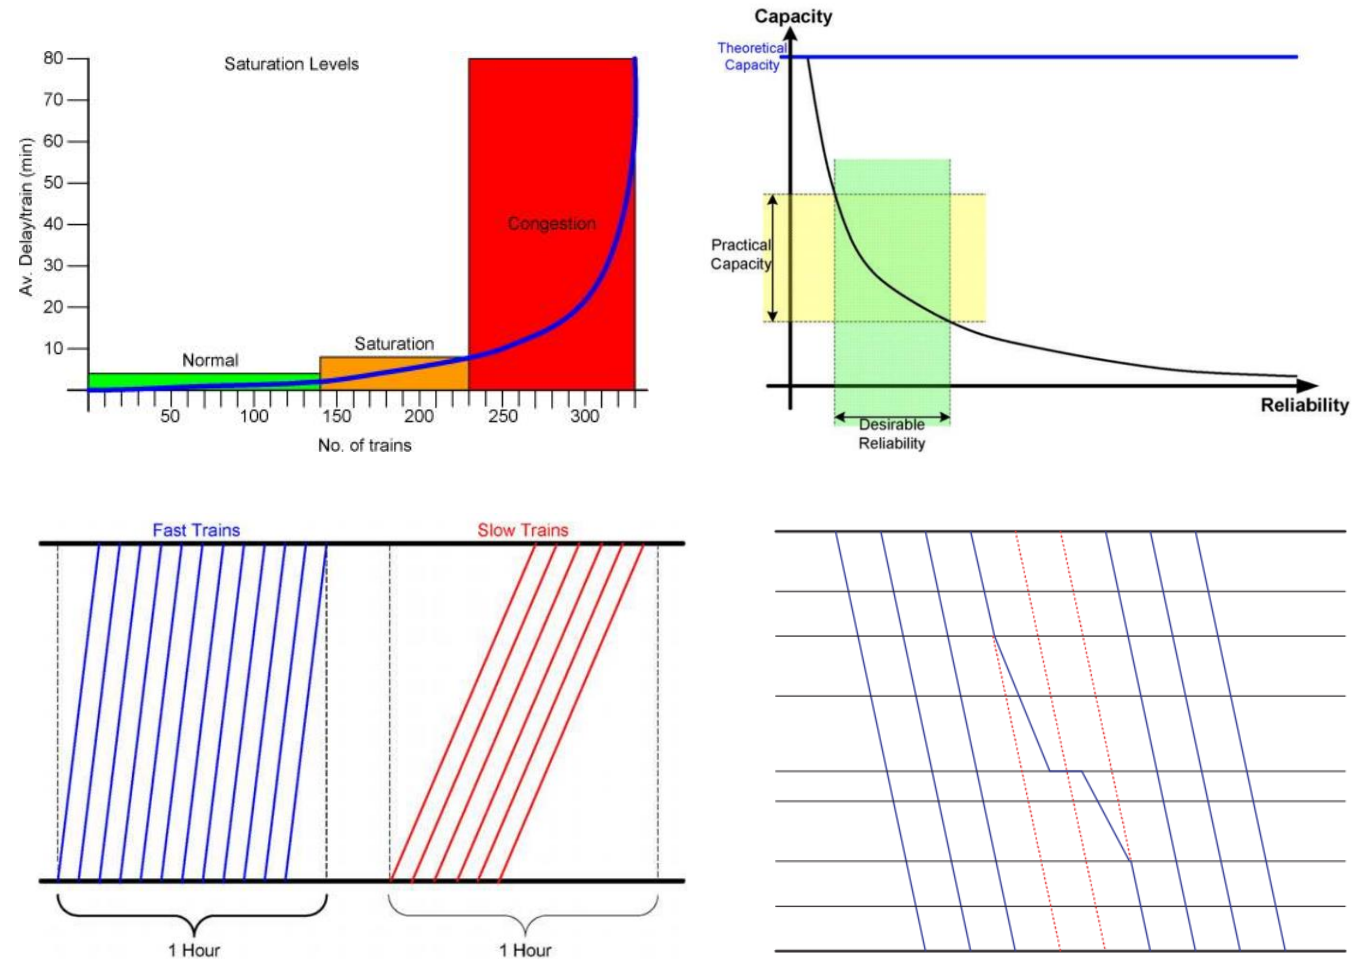 Saturation Levels
80
70
60
50
40
30
20
10
Av. Delay/train (min)
Normal
Saturation
Congestion
50 100 150 200 250 300
No. of trains
Capacity
Theoretical
Capacity
Practical
Capacity
Reliability
Desirable
Reliability
Fast Trains
Slow Trains
1 Hour
1 Hour